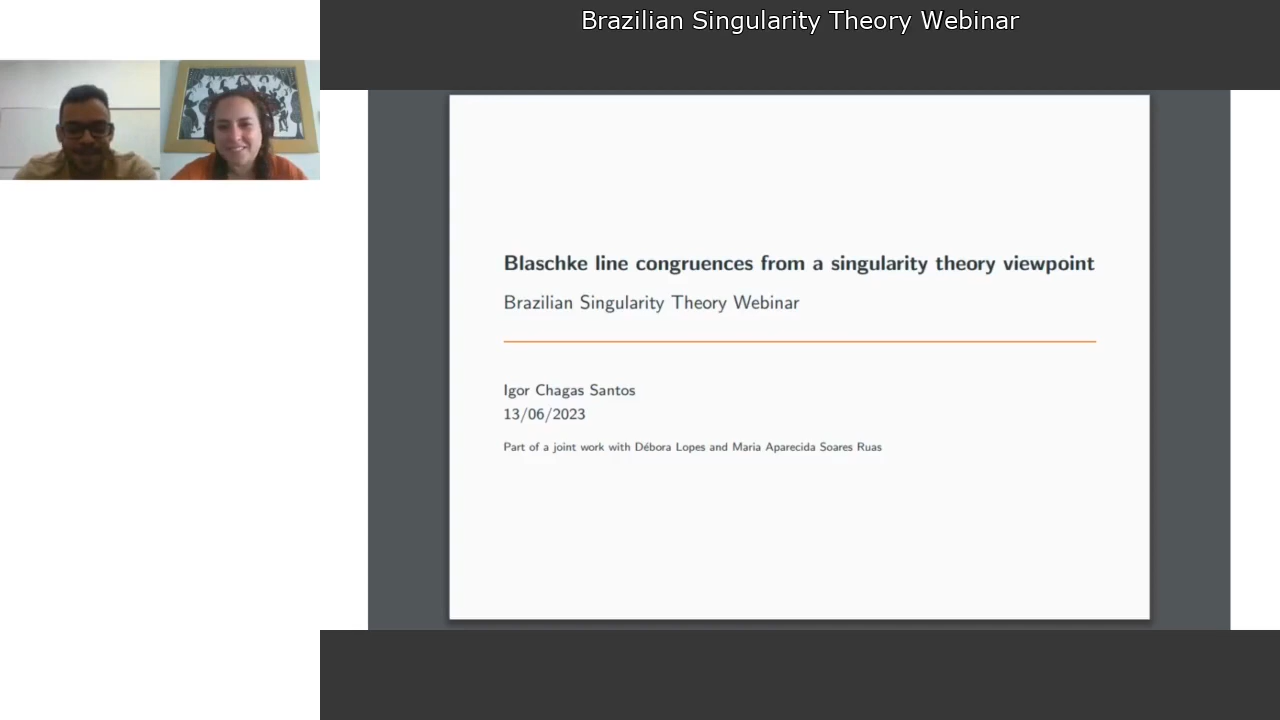 Brazilian Singularity Theory Webinar
Blaschke line congruences from a singularity theory viewpoint
Brazilian Singularity Theory Webinar
Igor Chagas Santos
13/06/2023
Part of a joint work with Débora Lopes and Maria Aparecida Soares Ruas